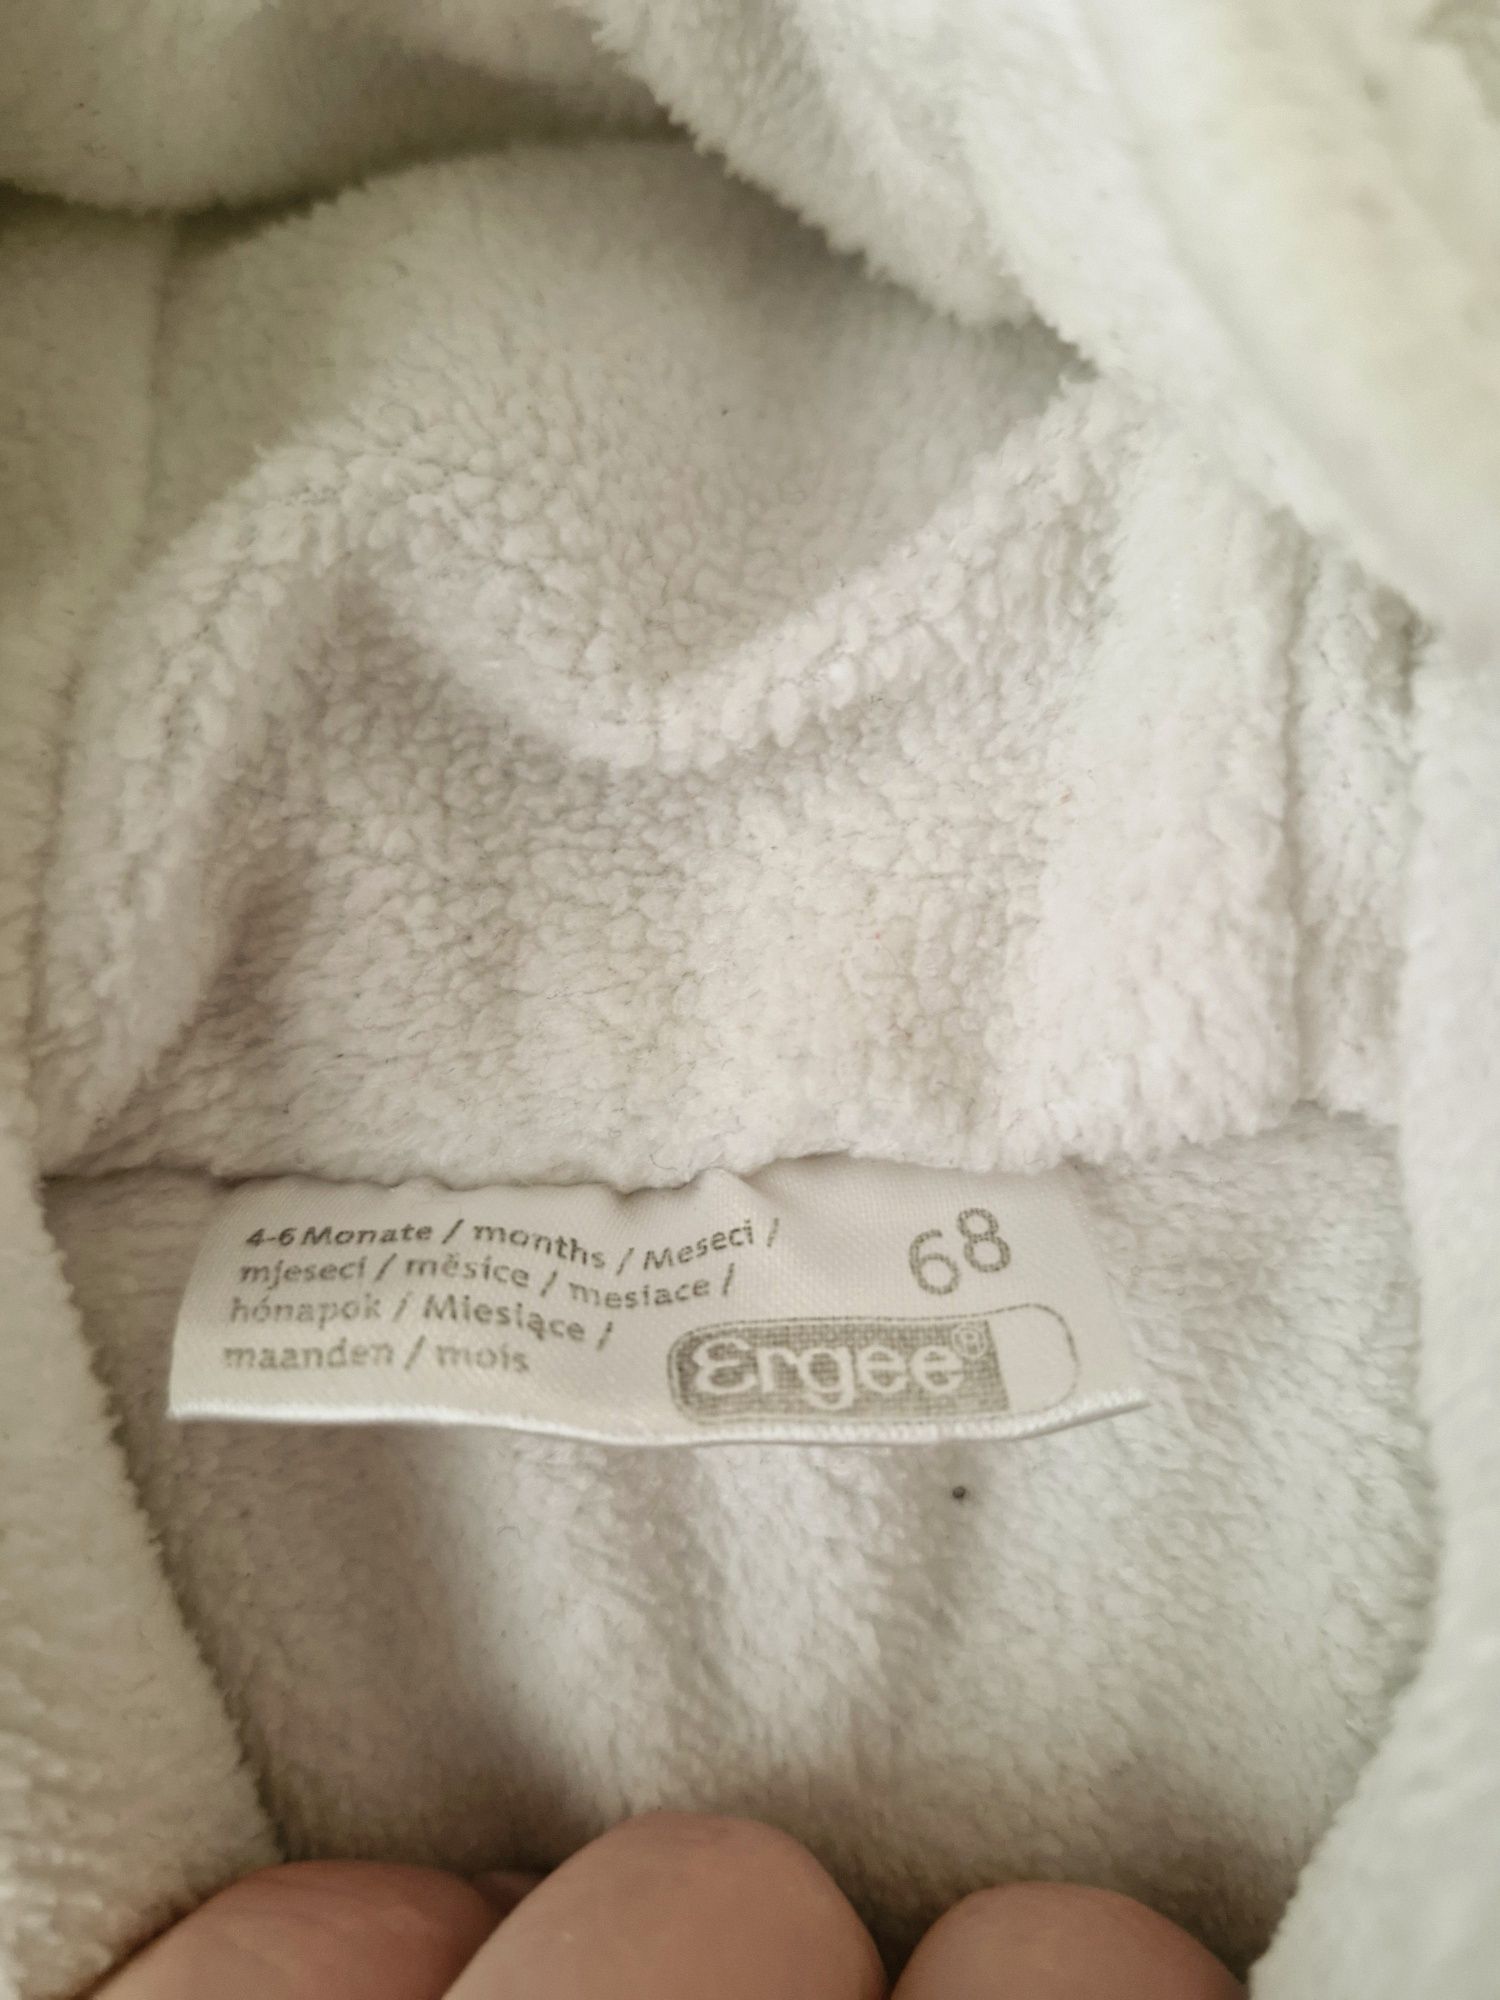 4-6 Monate / months / Meseci /
mjeseci / měsíce / mesiace /
hónapok / Miesiące /
maanden / mois
68
Ergee®